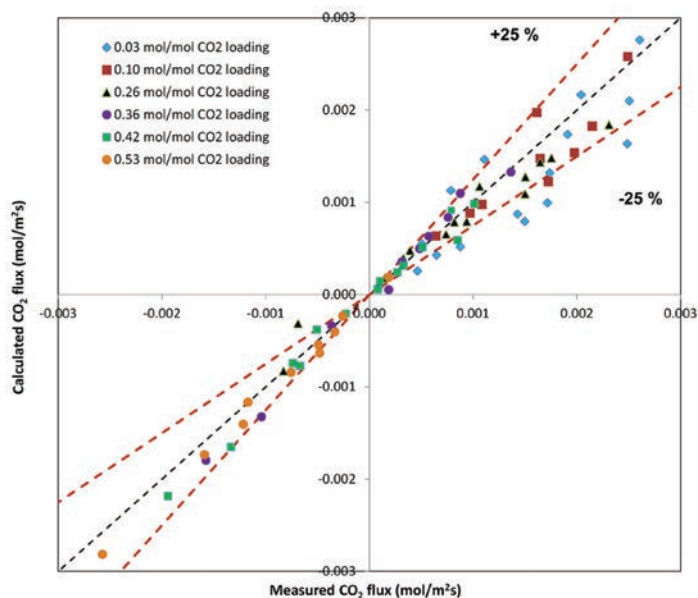 0.003
+25 %
0.03 mol/mol CO2 loading
0.10 mol/mol CO2 loading
0.26 mol/mol CO2 loading
0.36 mol/mol CO2 loading
0.42 mol/mol CO2 loading
0.53 mol/mol CO2 loading
0.002
0.001
-25 %
0.000
-0.003
-0.002
-0.001
0.000
0.001
0.002
0.003
-0.001
-0.002
-0.003
Calculated CO₂ flux (mol/m²s)
Measured CO₂ flux (mol/m²s)